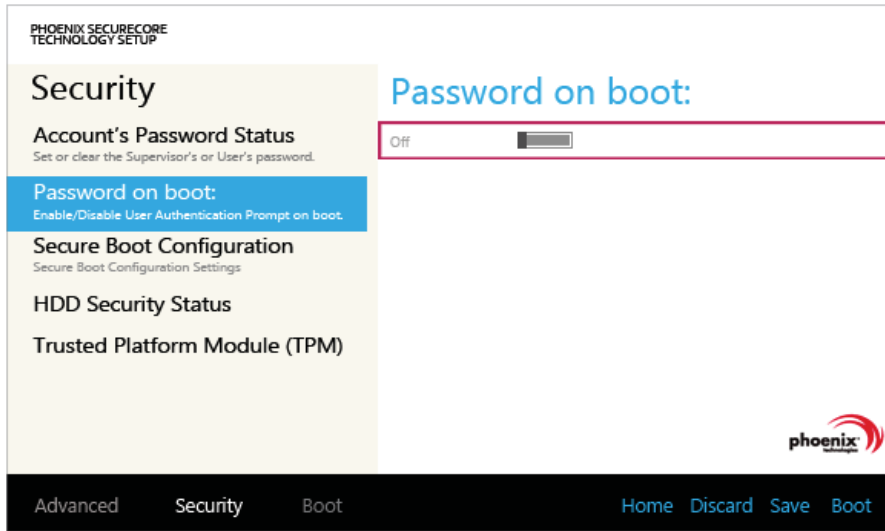 PHOENIX SECURECORE
TECHNOLOGY SETUP
Security
Account's Password Status
Set or clear the Supervisor's or User's password.
Password on boot:
Enable/Disable User Authentication Prompt on boot.
Secure Boot Configuration
Secure Boot Configuration Settings
HDD Security Status
Trusted Platform Module (TPM)
Password on boot:
Off
phoenix
technologies
Advanced Security Boot Home Discard Save Boot